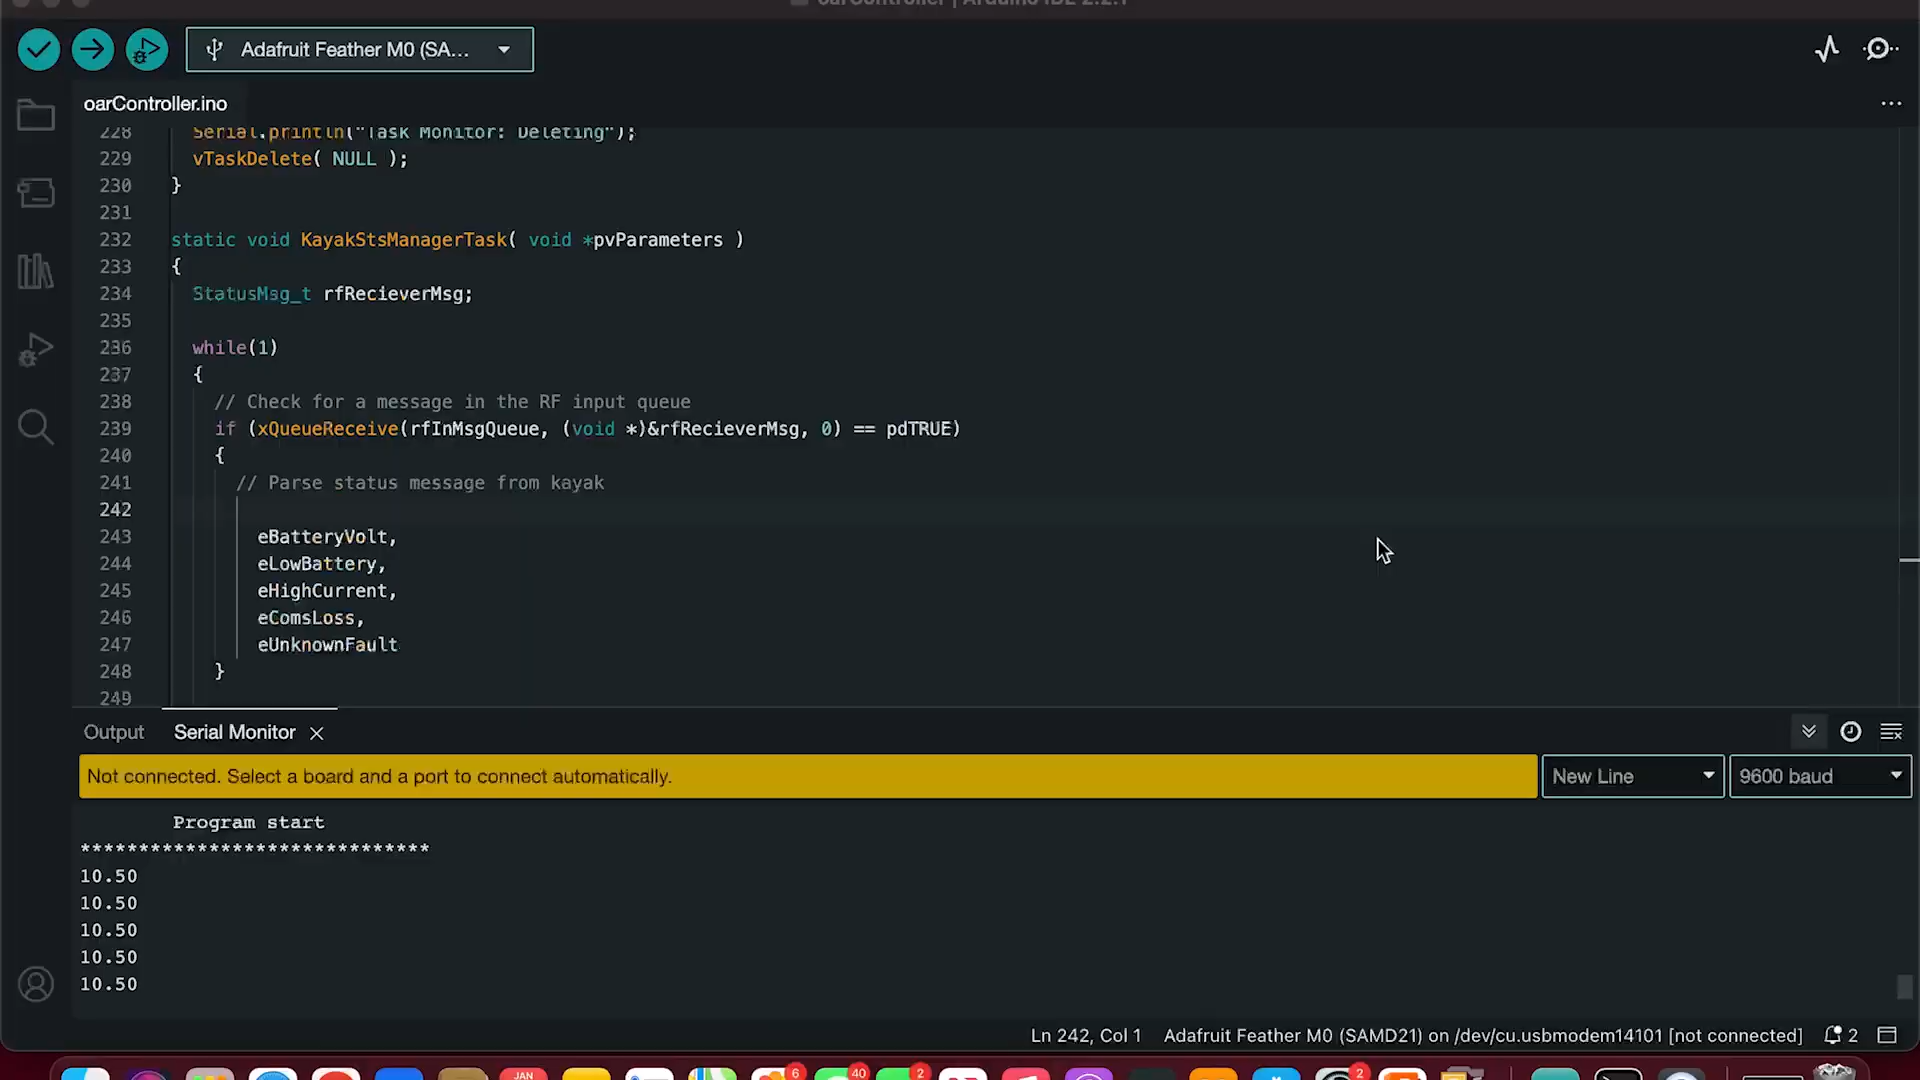 oarController | Arduino IDE 2.2.1
Adafruit Feather M0 (SA...
oarController.ino
228 Serial.println("Task Monitor: Deleting");
229 vTaskDelete( NULL );
230 }
231
232 static void KayakStsManagerTask( void *pvParameters )
233 {
234 StatusMsg_t rfRecieverMsg;
235
236 while(1)
237 {
238 // Check for a message in the RF input queue
239 if (xQueueReceive(rfInMsgQueue, (void *)&rfRecieverMsg, 0) == pdTRUE)
240 {
241 // Parse status message from kayak
242
243 eBatteryVolt,
244 eLowBattery,
245 eHighCurrent,
246 eComsLoss,
247 eUnknownFault
248 }
249
Output Serial Monitor
Not connected. Select a board and a port to connect automatically. New Line 9600 baud
Program start
******************************
10.50
10.50
10.50
10.50
10.50
Ln 242, Col 1 Adafruit Feather M0 (SAMD21) on /dev/cu.usbmodem14101 [not connected] 2
JAN 6 40 2 2